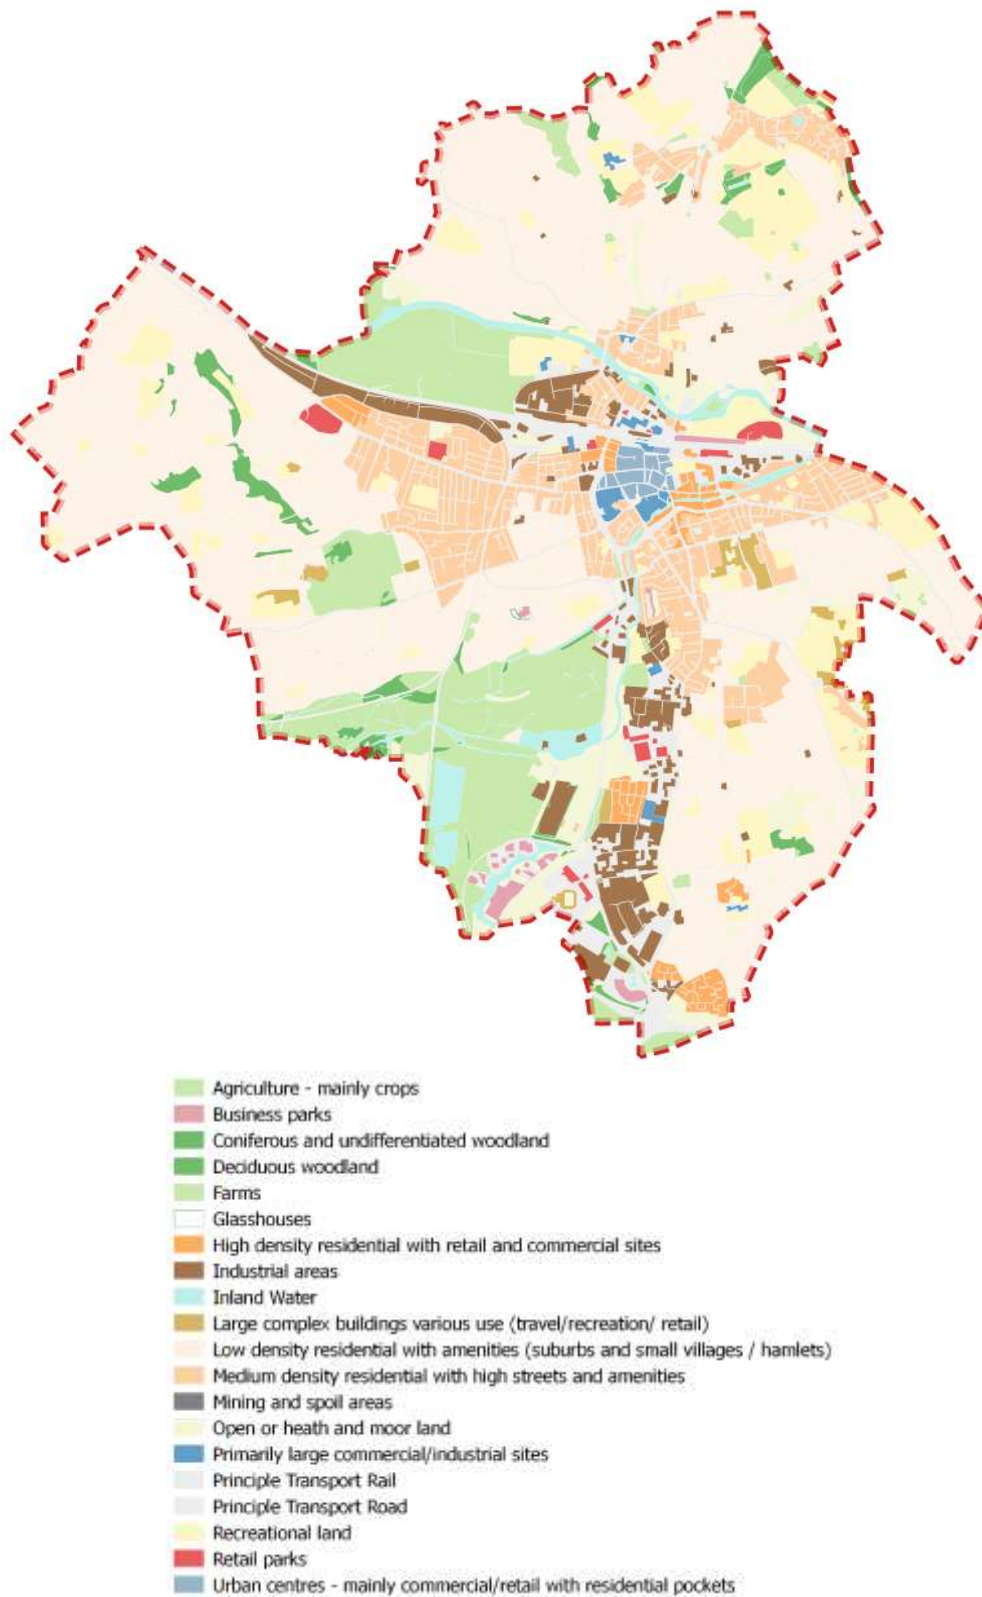 Agriculture - mainly crops
Business parks
Coniferous and undifferentiated woodland
Deciduous woodland
Farms
Glasshouses
High density residential with retail and commercial sites
Industrial areas
Inland Water
Large complex buildings various use (travel/recreation/ retail)
Low density residential with amenities (suburbs and small villages / hamlets)
Medium density residential with high streets and amenities
Mining and spoil areas
Open or heath and moor land
Primarily large commercial/industrial sites
Principle Transport Rail
Principle Transport Road
Recreational land
Retail parks
Urban centres - mainly commercial/retail with residential pockets